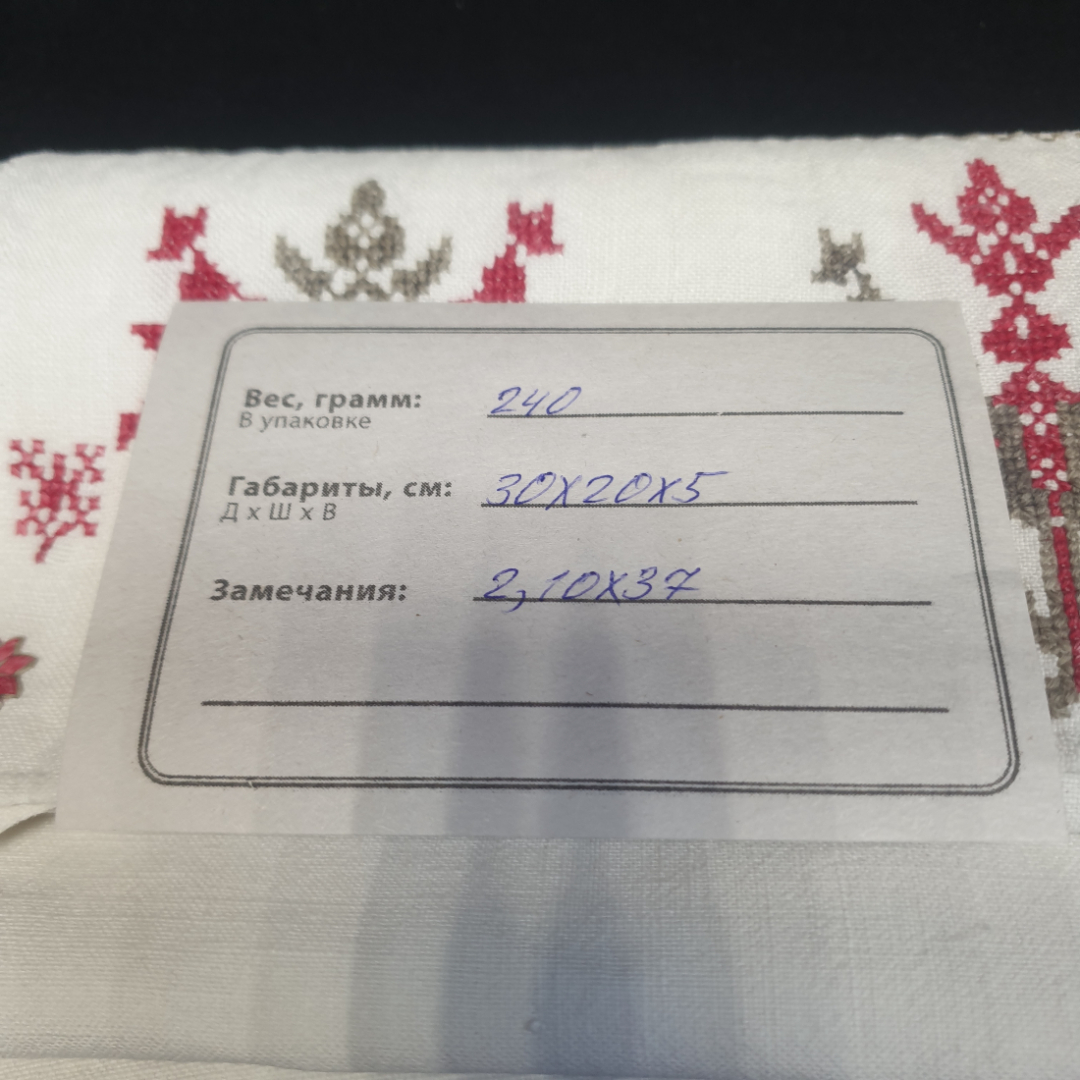 Вес, грамм: 240
В упаковке
Габариты, см: 30х20х5
Д х Ш х В
Замечания: 2,10х37